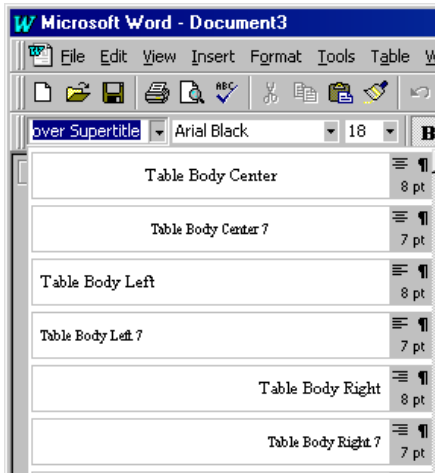 Microsoft Word - Document3
File Edit View Insert Format Tools Table
ABC
over Supertitle Arial Black 18 B
Table Body Center ¶
8 pt
Table Body Center 7 ¶
7 pt
Table Body Left ¶
8 pt
Table Body Left 7 ¶
7 pt
Table Body Right ¶
8 pt
Table Body Right 7 ¶
7 pt